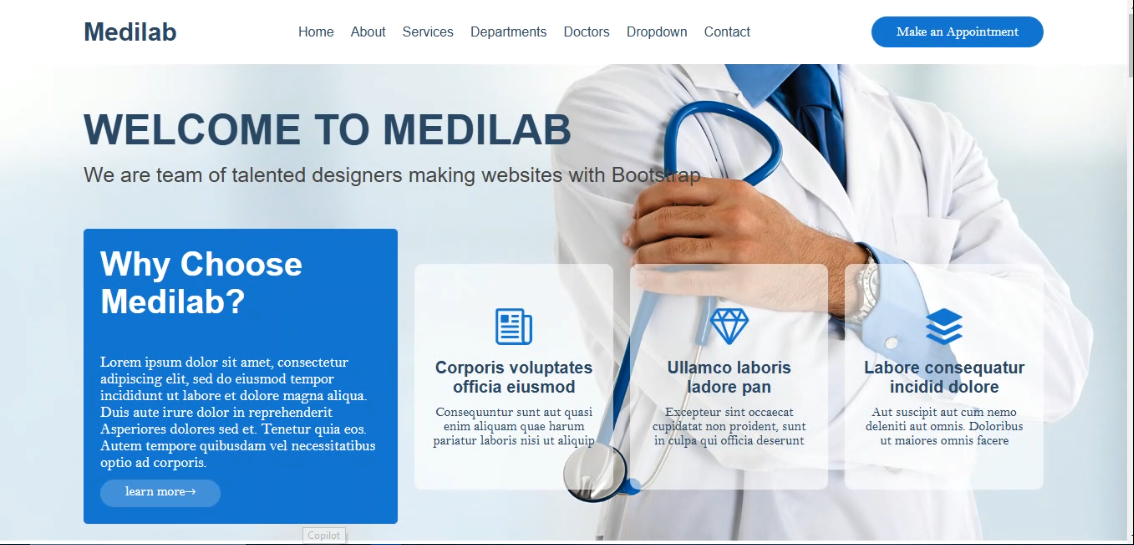 Medilab
Home About Services Departments Doctors Dropdown Contact
Make an Appointment
WELCOME TO MEDILAB
We are team of talented designers making websites with Bootstrap
Why Choose
Medilab?
Lorem ipsum dolor sit amet, consectetur
adipiscing elit, sed do eiusmod tempor
incididunt ut labore et dolore magna aliqua.
Duis aute irure dolor in reprehenderit
Asperiores dolores sed et. Tenetur quia eos.
Autem tempore quibusdam vel necessitatibus
optio ad corporis.
learn more→
Corporis voluptates
officia eiusmod
Consequuntur sunt aut quasi
enim aliquam quae harum
pariatur laboris nisi ut aliquip
Ullamco laboris
ladore pan
Excepteur sint occaecat
cupidatat non proident, sunt
in culpa qui officia deserunt
Labore consequatur
incidid dolore
Aut suscipit aut cum nemo
deleniti aut omnis. Doloribus
ut maiores omnis facere
Copilot